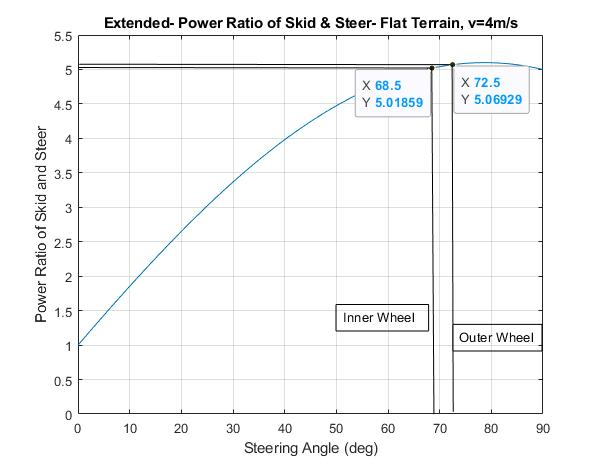 Extended- Power Ratio of Skid & Steer- Flat Terrain, v=4m/s
Power Ratio of Skid and Steer
5.5
5
4.5
4
3.5
3
2.5
2
1.5
1
0.5
0
X 68.5
Y 5.01859
X 72.5
Y 5.06929
Inner Wheel
Outer Wheel
0 10 20 30 40 50 60 70 80 90
Steering Angle (deg)